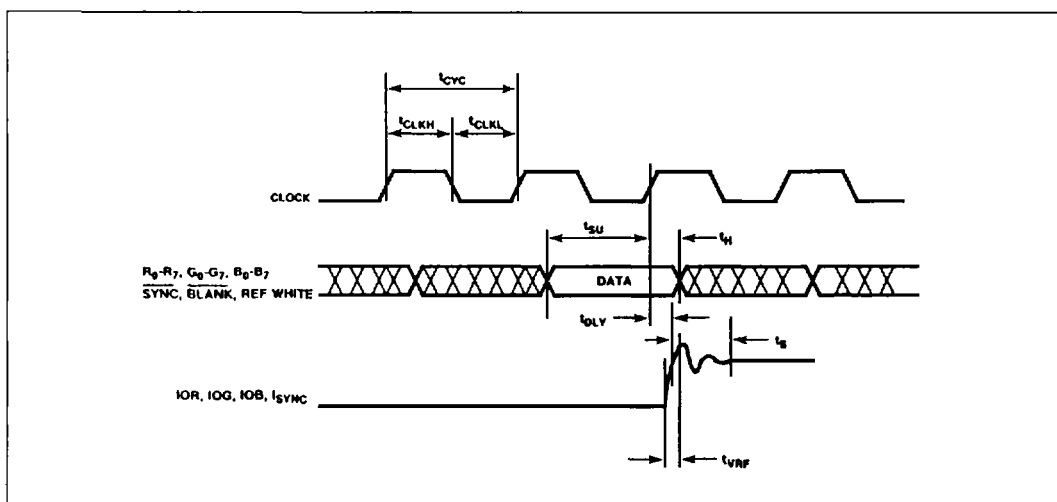 tCYC
tCLKH tCLKL
CLOCK
tSU tH
R0-R7, G0-G7, B0-B7
SYNC, BLANK, REF WHITE
DATA
tDLY
tS
IOR, IOG, IOB, ISYNC
tVRF